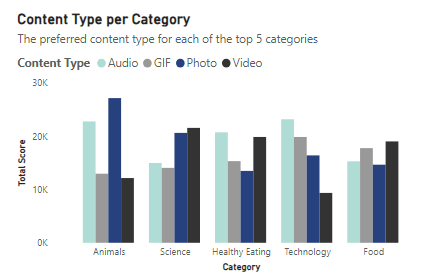 Content Type per Category
The preferred content type for each of the top 5 categories
Content Type Audio GIF Photo Video
30K
20K
10K
0K
Total Score
Animals Science Healthy Eating Technology Food
Category